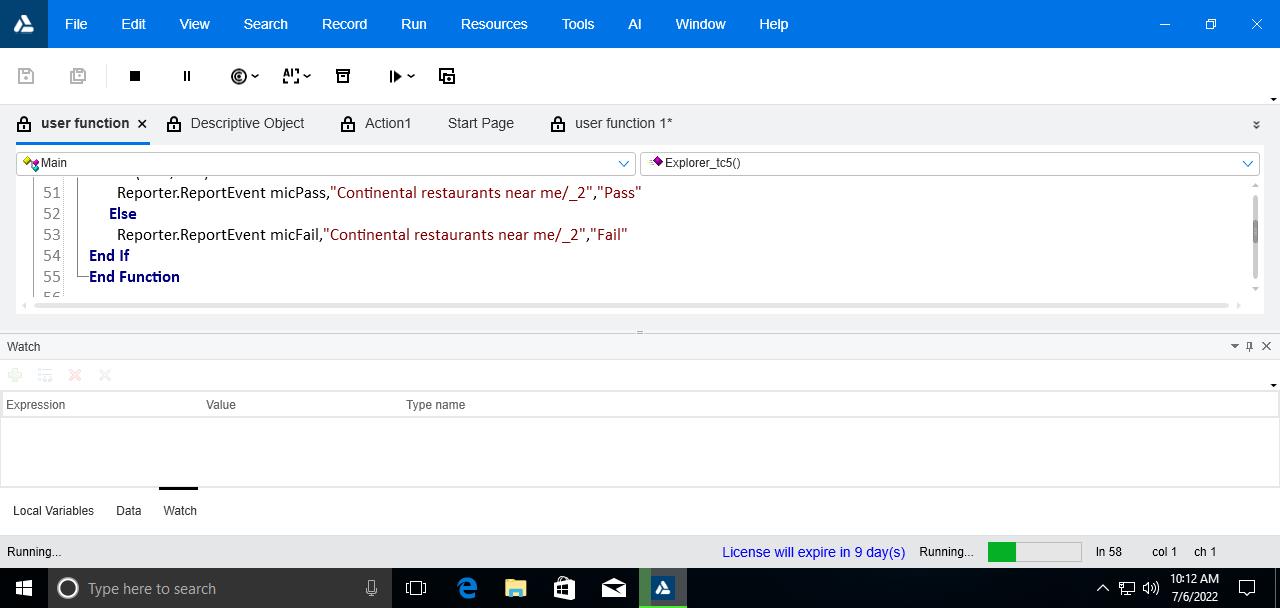 File Edit View Search Record Run Resources Tools AI Window Help
user function Direct Descriptive Object Action1 Start Page user function 1*
Main Explorer_tc5()
51 Reporter.ReportEvent micPass,"Continental restaurants near me/_2","Pass"
52 Else
53 Reporter.ReportEvent micFail,"Continental restaurants near me/_2","Fail"
54 End If
55 End Function
56
Watch
Expression Value Type name
Local Variables Data Watch
Running... License will expire in 9 day(s) Running... ln 58 col 1 ch 1
Type here to search
10:12 AM
7/6/2022